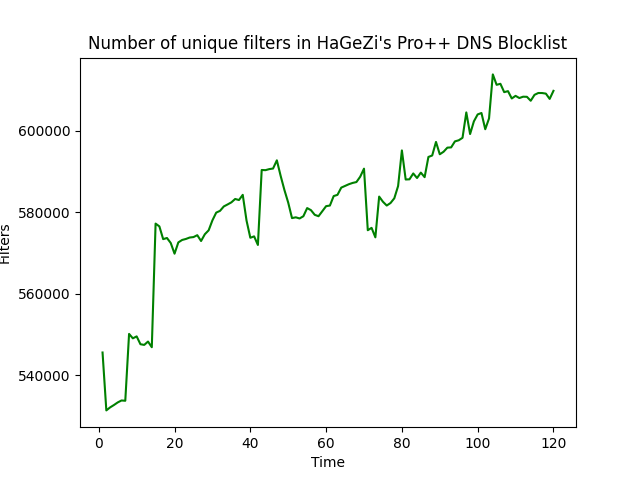 Number of unique filters in HaGeZi's Pro++ DNS Blocklist
600000
580000
560000
540000
Filters
0 20 40 60 80 100 120
Time